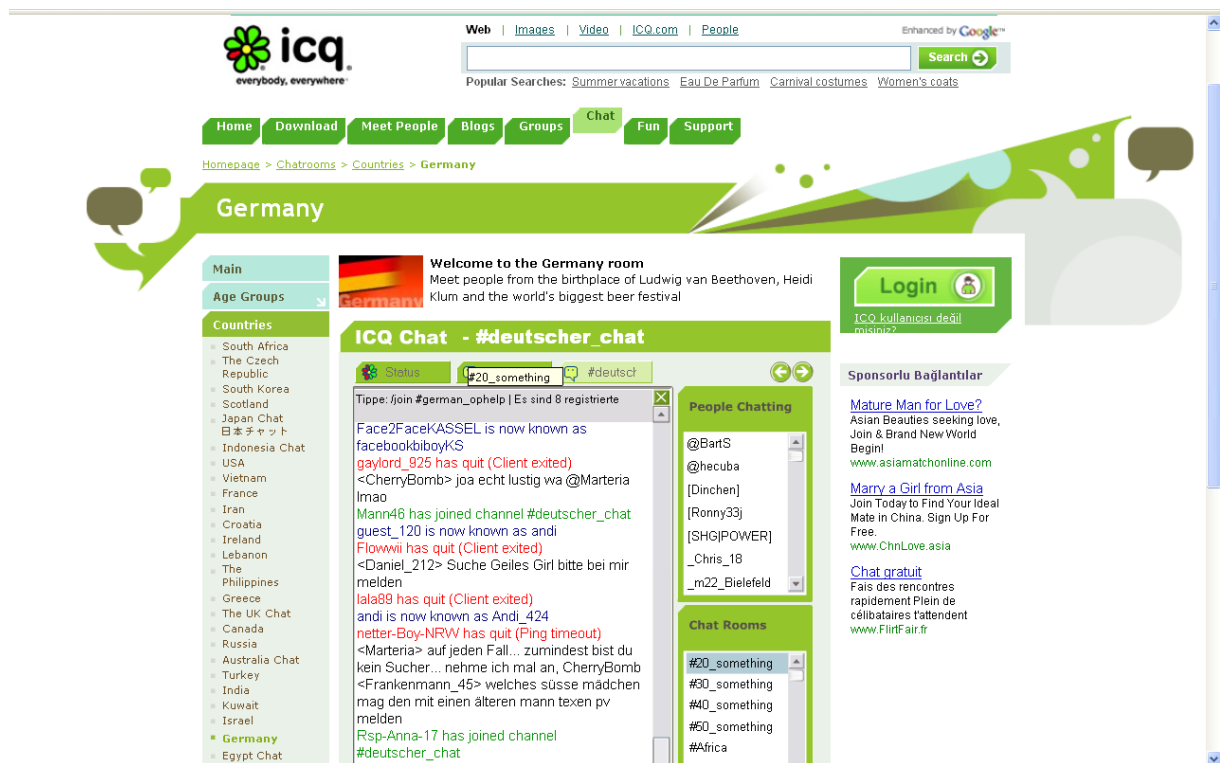 icq
everybody, everywhere
Web | Images | Video | ICQ.com | People
Enhanced by Google™
Search
Popular Searches: Summer vacations Eau De Parfum Carnival costumes Women's coats
Home Download Meet People Blogs Groups Chat Fun Support
Homepage > Chatrooms > Countries > Germany
Germany
Main
Age Groups
Countries
South Africa
The Czech
Republic
South Korea
Scotland
Japan Chat
日本チャット
Indonesia Chat
USA
Vietnam
France
Iran
Croatia
Ireland
Lebanon
The
Philippines
Greece
The UK Chat
Canada
Russia
Australia Chat
Turkey
India
Kuwait
Israel
Germany
Egypt Chat
Germany
Welcome to the Germany room
Meet people from the birthplace of Ludwig van Beethoven, Heidi
Klum and the world's biggest beer festival
ICQ Chat - #deutscher_chat
Status
#20_something
#deutscl
Tippe: /join #german_ophelp | Es sind 8 registrierte
Face2FaceKASSEL is now known as
facebookbiboyKS
gaylord_925 has quit (Client exited)
<CherryBomb> joa echt lustig wa @Marteria
lmao
Mann46 has joined channel #deutscher_chat
guest_120 is now known as andi
Flowwii has quit (Client exited)
<Daniel_212> Suche Geiles Girl bitte bei mir
melden
lala89 has quit (Client exited)
andi is now known as Andi_424
netter-Boy-NRW has quit (Ping timeout)
<Marteria> auf jeden Fall... zumindest bist du
kein Sucher... nehme ich mal an, CherryBomb
<Frankenmann_45> welches süsse mädchen
mag den mit einen älteren mann texen pv
melden
Rsp-Anna-17 has joined channel
#deutscher_chat
People Chatting
@BartS
@hecuba
[Dinchen]
[Ronny33j
[SHG|POWER]
_Chris_18
_m22_Bielefeld
Chat Rooms
#20_something
#30_something
#40_something
#50_something
#Africa
Login
ICQ kullanıcısı değil
misiniz?
Sponsorlu Bağlantılar
Mature Man for Love?
Asian Beauties seeking love,
Join & Brand New World
Begin!
www.asiamatchonline.com
Marry a Girl from Asia
Join Today to Find Your Ideal
Mate in China. Sign Up For
Free.
www.ChnLove.asia
Chat gratuit
Fais des rencontres
rapidement Plein de
célibataires t'attendent
www.FlirtFair.fr